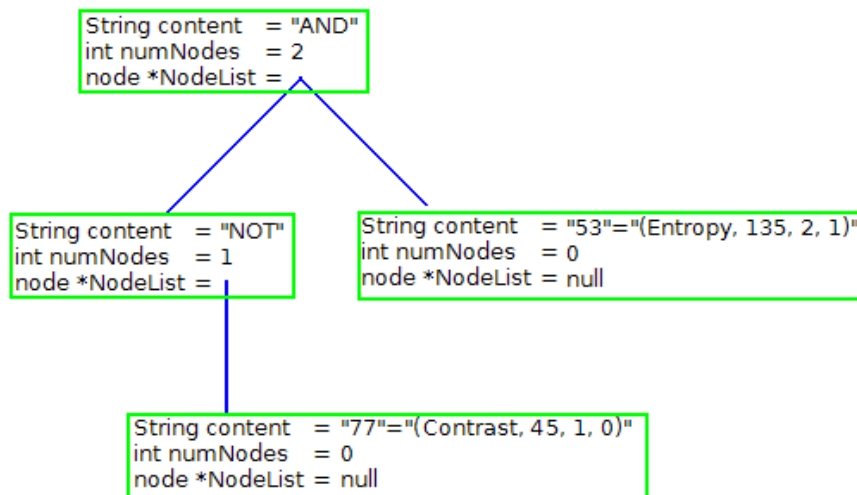 String content = "AND"
int numNodes = 2
node *NodeList =
String content = "NOT"
int numNodes = 1
node *NodeList =
String content = "53"="(Entropy, 135, 2, 1)"
int numNodes = 0
node *NodeList = null
String content = "77"="(Contrast, 45, 1, 0)"
int numNodes = 0
node *NodeList = null